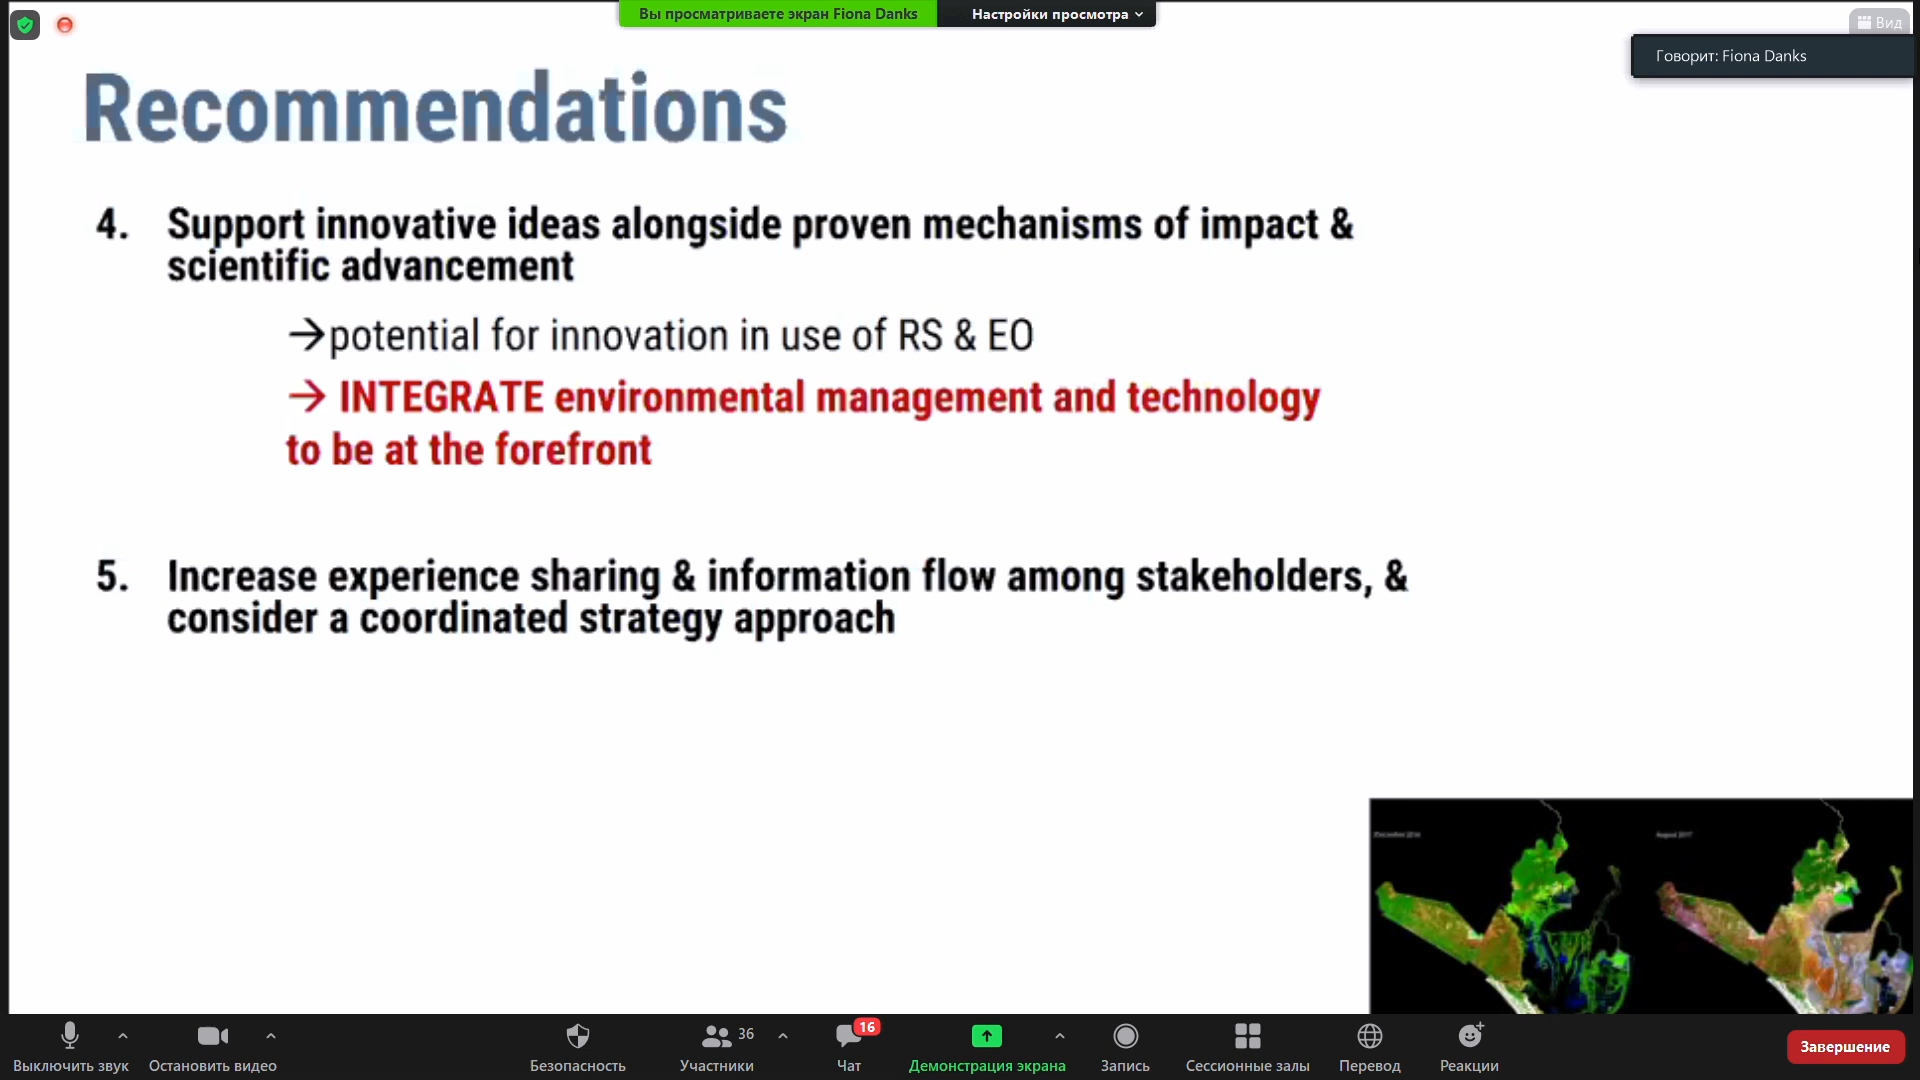 Вы просматриваете экран Fiona Danks
Настройки просмотра
Вид
Говорит: Fiona Danks
Recommendations
4. Support innovative ideas alongside proven mechanisms of impact &
scientific advancement
→potential for innovation in use of RS & EO
→ INTEGRATE environmental management and technology
to be at the forefront
5. Increase experience sharing & information flow among stakeholders, &
consider a coordinated strategy approach
August 2017
36
16
Выключить звук
Остановить видео
Безопасность
Участники
Чат
Демонстрация экрана
Запись
Сессионные залы
Перевод
Реакции
Завершение